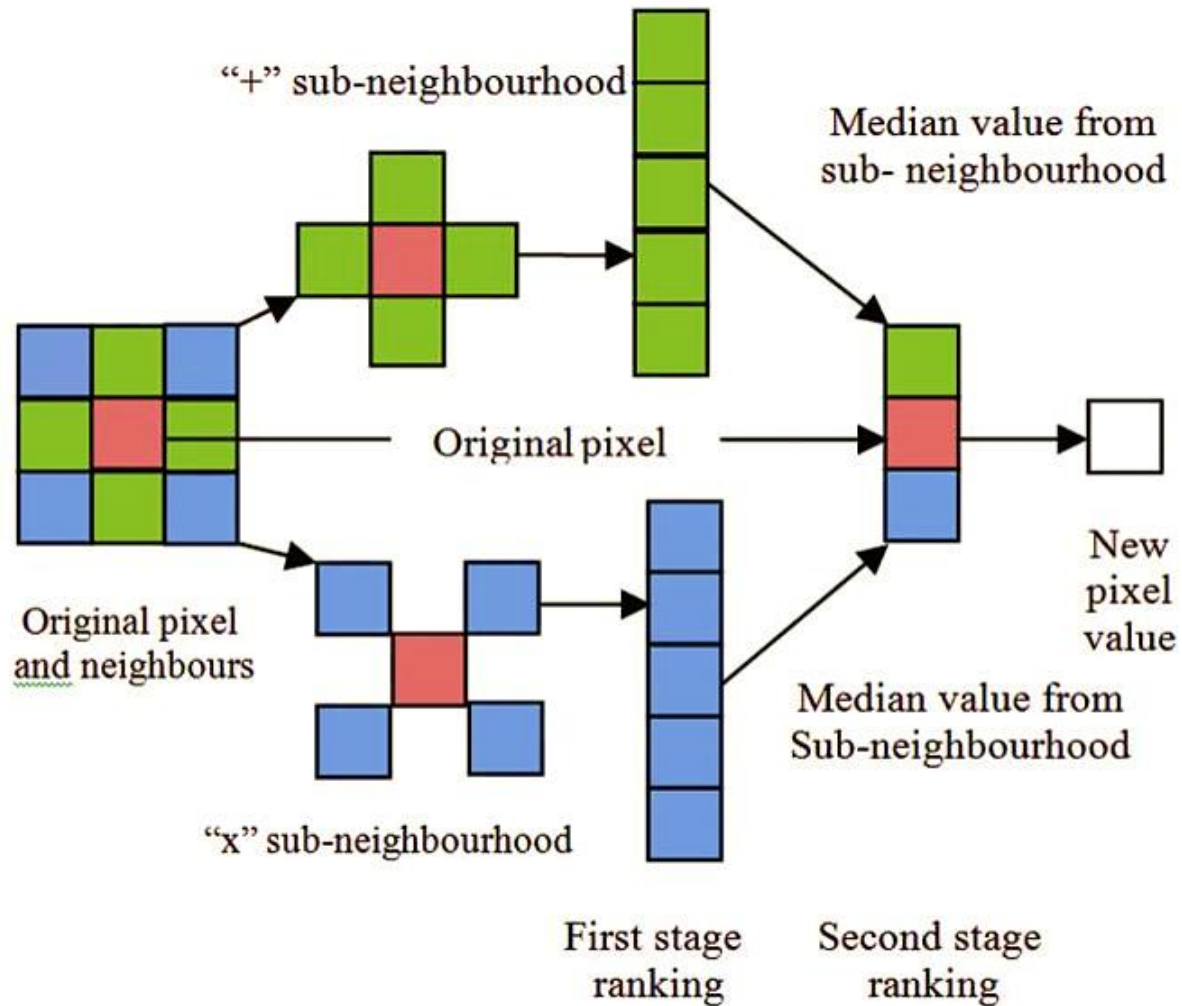 “+” sub-neighbourhood
Median value from
sub- neighbourhood
Original pixel
New
pixel
value
Original pixel
and neighbours
Median value from
Sub-neighbourhood
“x” sub-neighbourhood
First stage
ranking
Second stage
ranking